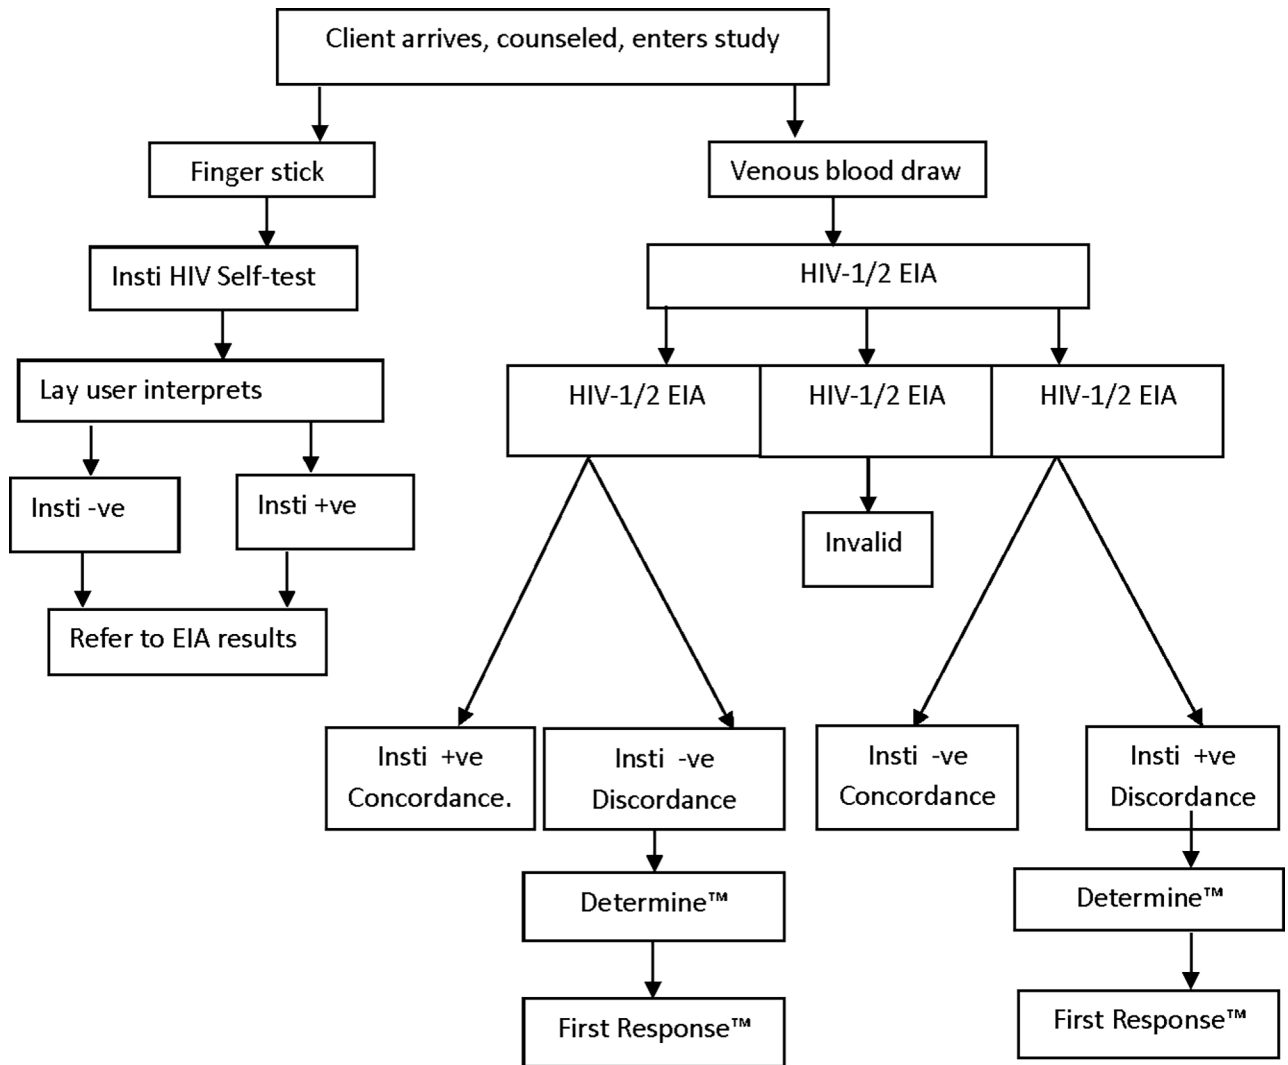 Client arrives, counseled, enters study
Finger stick
Venous blood draw
Insti HIV Self-test
HIV-1/2 EIA
Lay user interprets
HIV-1/2 EIA
HIV-1/2 EIA
HIV-1/2 EIA
Insti -ve
Insti +ve
Invalid
Refer to EIA results
Insti +ve
Concordance.
Insti -ve
Discordance
Insti -ve
Concordance
Insti +ve
Discordance
Determine™
Determine™
First Response™
First Response™